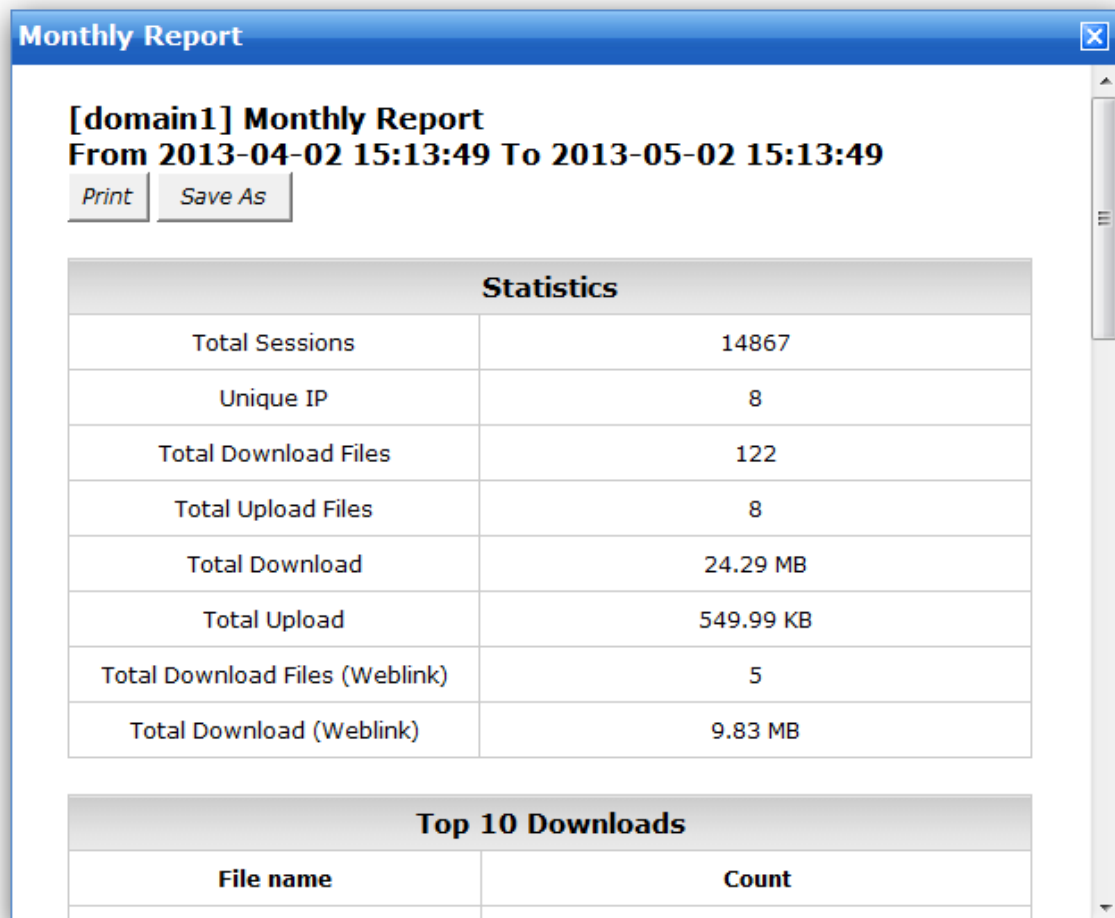 Monthly Report
[domain1] Monthly Report
From 2013-04-02 15:13:49 To 2013-05-02 15:13:49
Print Save As
Statistics
Total Sessions 14867
Unique IP 8
Total Download Files 122
Total Upload Files 8
Total Download 24.29 MB
Total Upload 549.99 KB
Total Download Files (Weblink) 5
Total Download (Weblink) 9.83 MB
Top 10 Downloads
File name Count